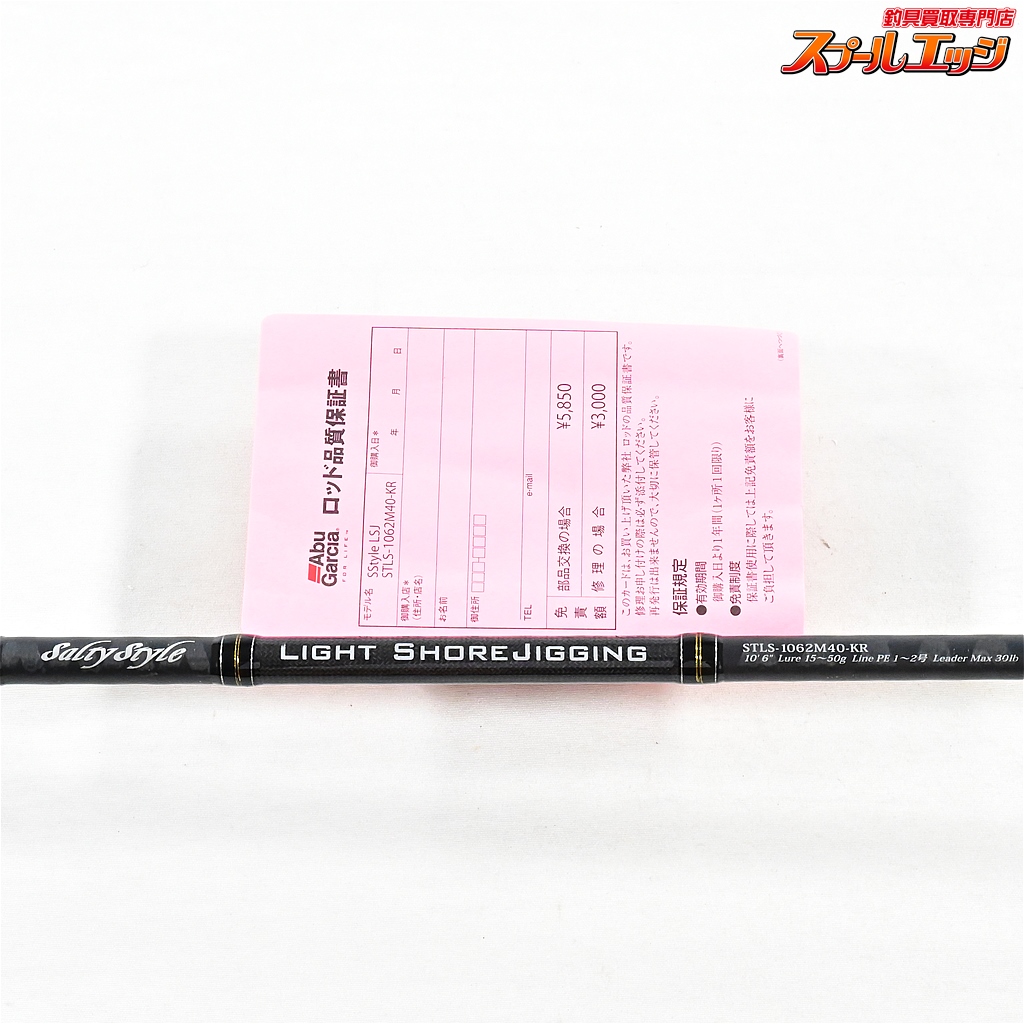 釣具買取専門店
スプールエッジ
Abu
Garcia®
FOR LIFE™
ロッド品質保証書
モデル名
SStyle LSJ
STLS-1062M40-KR
御購入日※
年 月 日
御購入店※
(住所・店名)
お名前
御住所
TEL
e-mail
免責額
部品交換の場合 ¥5,850
修理の場合 ¥3,000
このカードは、お買い上げ頂いた弊社 ロッドの品質保証書です。
修理お申し付けの際は必ず添付してください。
再発行は出来ませんので、大切に保管してください。
保証規定
●有効期間
御購入日より1年間(1ヶ所1回限り)
●免責制度
保証書使用に際しては上記免責額をお客様に
ご負担して頂きます。
Salty Style
LIGHT SHOREJIGGING
STLS-1062M40-KR
10' 6" Lure 15～50g Line PE 1～2号 Leader Max 30lb